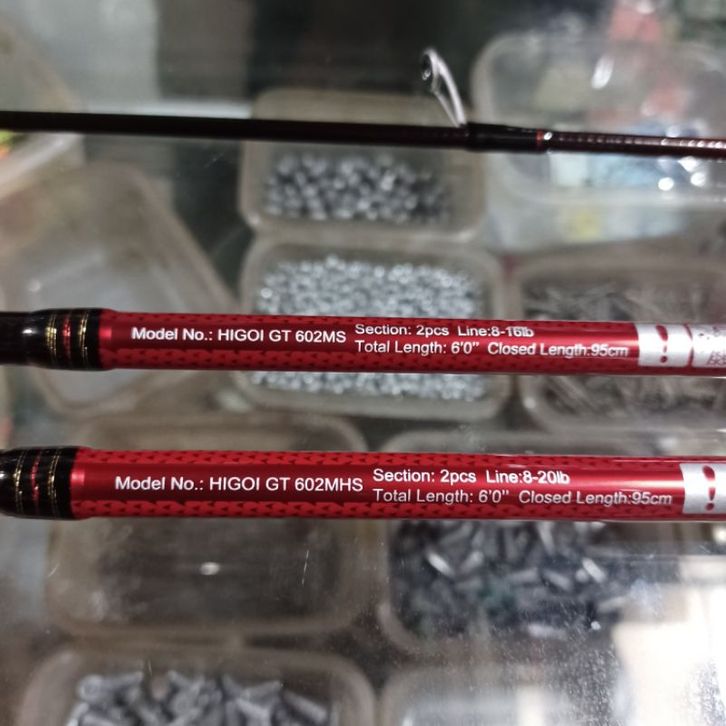 Model No.: HIGOI GT 602MS
Section: 2pcs Line:8-16lb
Total Length: 6'0" Closed Length:95cm
Model No.: HIGOI GT 602MHS
Section: 2pcs Line:8-20lb
Total Length: 6'0" Closed Length:95cm